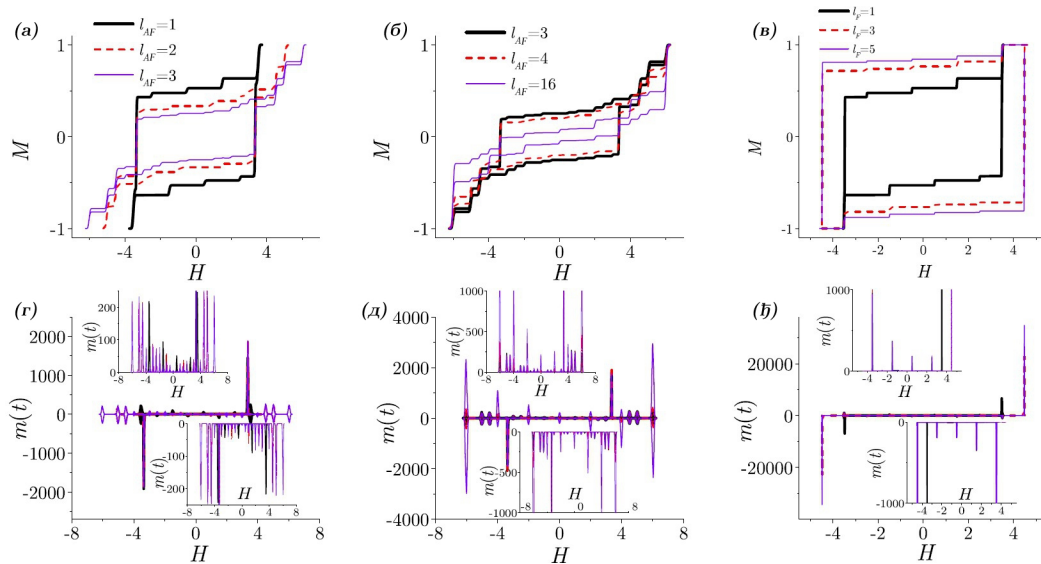 (а)
l_AF=1
l_AF=2
l_AF=3
M
1
0
-1
-4 0 4
H
(б)
l_AF=3
l_AF=4
l_AF=16
M
1
0
-1
-4 0 4
H
(в)
l_F=1
l_F=3
l_F=5
M
1
0
-1
-4 -2 0 2 4
H
(г)
m(t)
2000
1000
0
-1000
-2000
-8 -4 0 4 8
H
m(t)
200
100
0
-8 -4 0 4 8
H
m(t)
0
-100
-200
H
-8 -4 0 4 8
(д)
m(t)
4000
2000
0
-2000
-4000
-8 -4 0 4 8
H
m(t)
1000
500
0
-8 -4 0 4 8
H
m(t)
0
-500
-1000
H
-8 0 8
(ђ)
m(t)
20000
0
-20000
-4 -2 0 2 4
H
m(t)
1000
0
-4 -2 0 2 4
H
m(t)
0
-1000
H
-4 -2 0 2 4